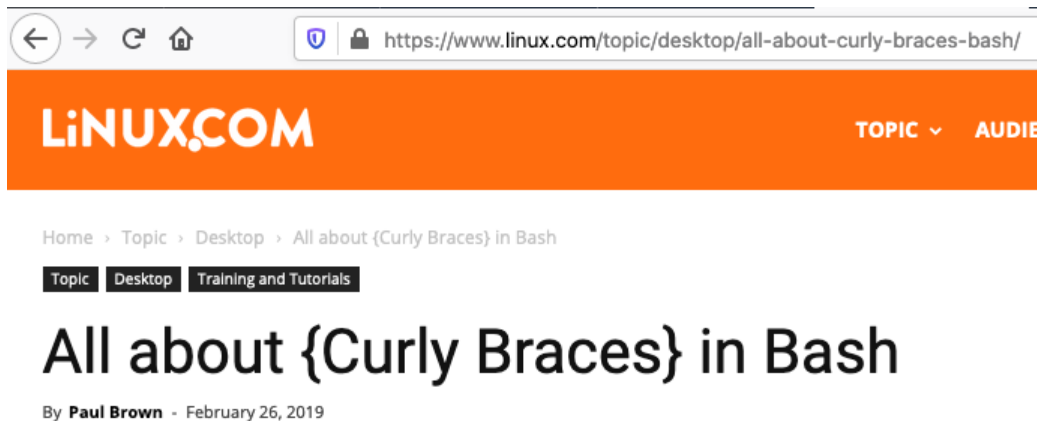 https://www.linux.com/topic/desktop/all-about-curly-braces-bash/
LiNUX.COM
TOPIC AUDIE
Home › Topic › Desktop › All about {Curly Braces} in Bash
Topic Desktop Training and Tutorials
All about {Curly Braces} in Bash
By Paul Brown - February 26, 2019